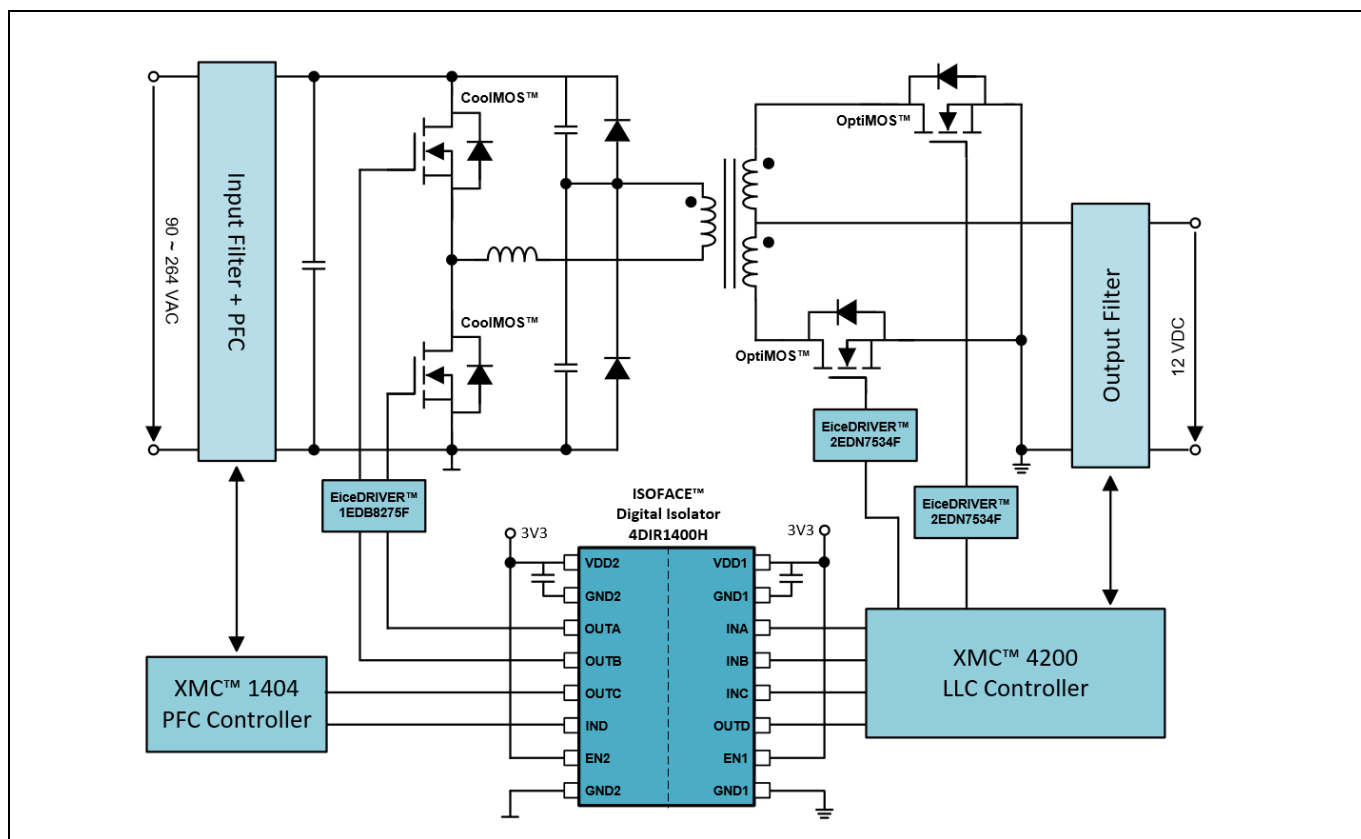 CoolMOS™
OptiMOS™
Input Filter + PFC
90 ~ 264 VAC
CoolMOS™
OptiMOS™
Output Filter
12 VDC
EiceDRIVER™
2EDN7534F
EiceDRIVER™
1EDB8275F
EiceDRIVER™
2EDN7534F
ISOFACE™
Digital Isolator
4DIR1400H
3V3
3V3
VDD2
VDD1
GND2
GND1
OUTA
INA
OUTB
INB
OUTC
INC
IND
OUTD
EN2
EN1
GND2
GND1
XMC™ 1404
PFC Controller
XMC™ 4200
LLC Controller